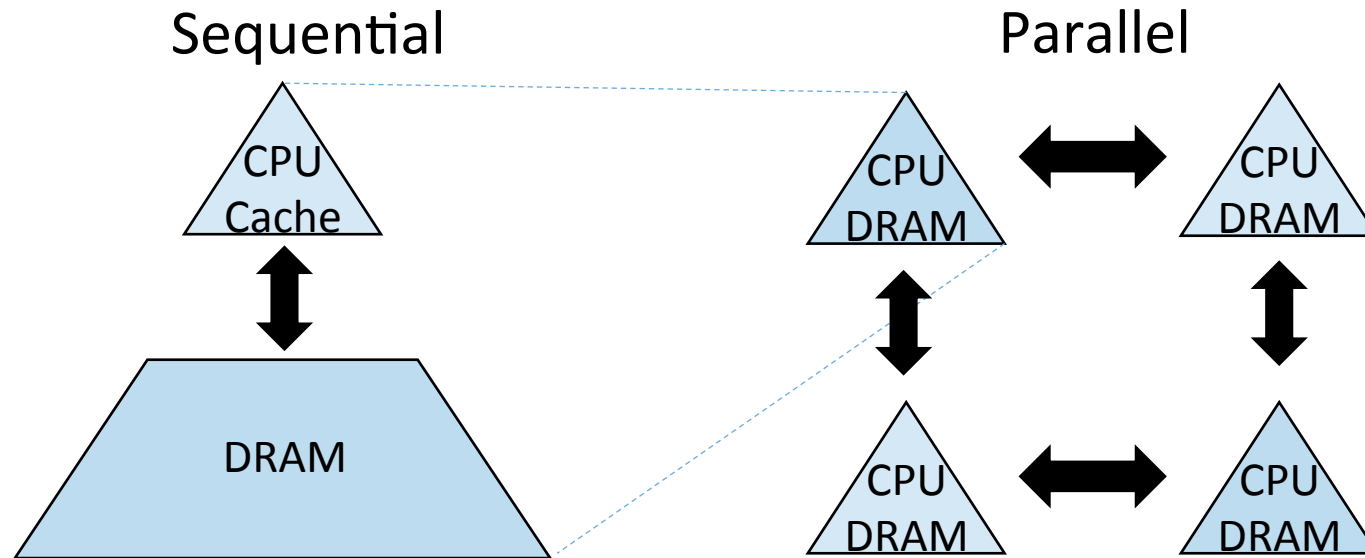 Sequential
Parallel
CPU
Cache
CPU
DRAM
CPU
DRAM
DRAM
CPU
DRAM
CPU
DRAM